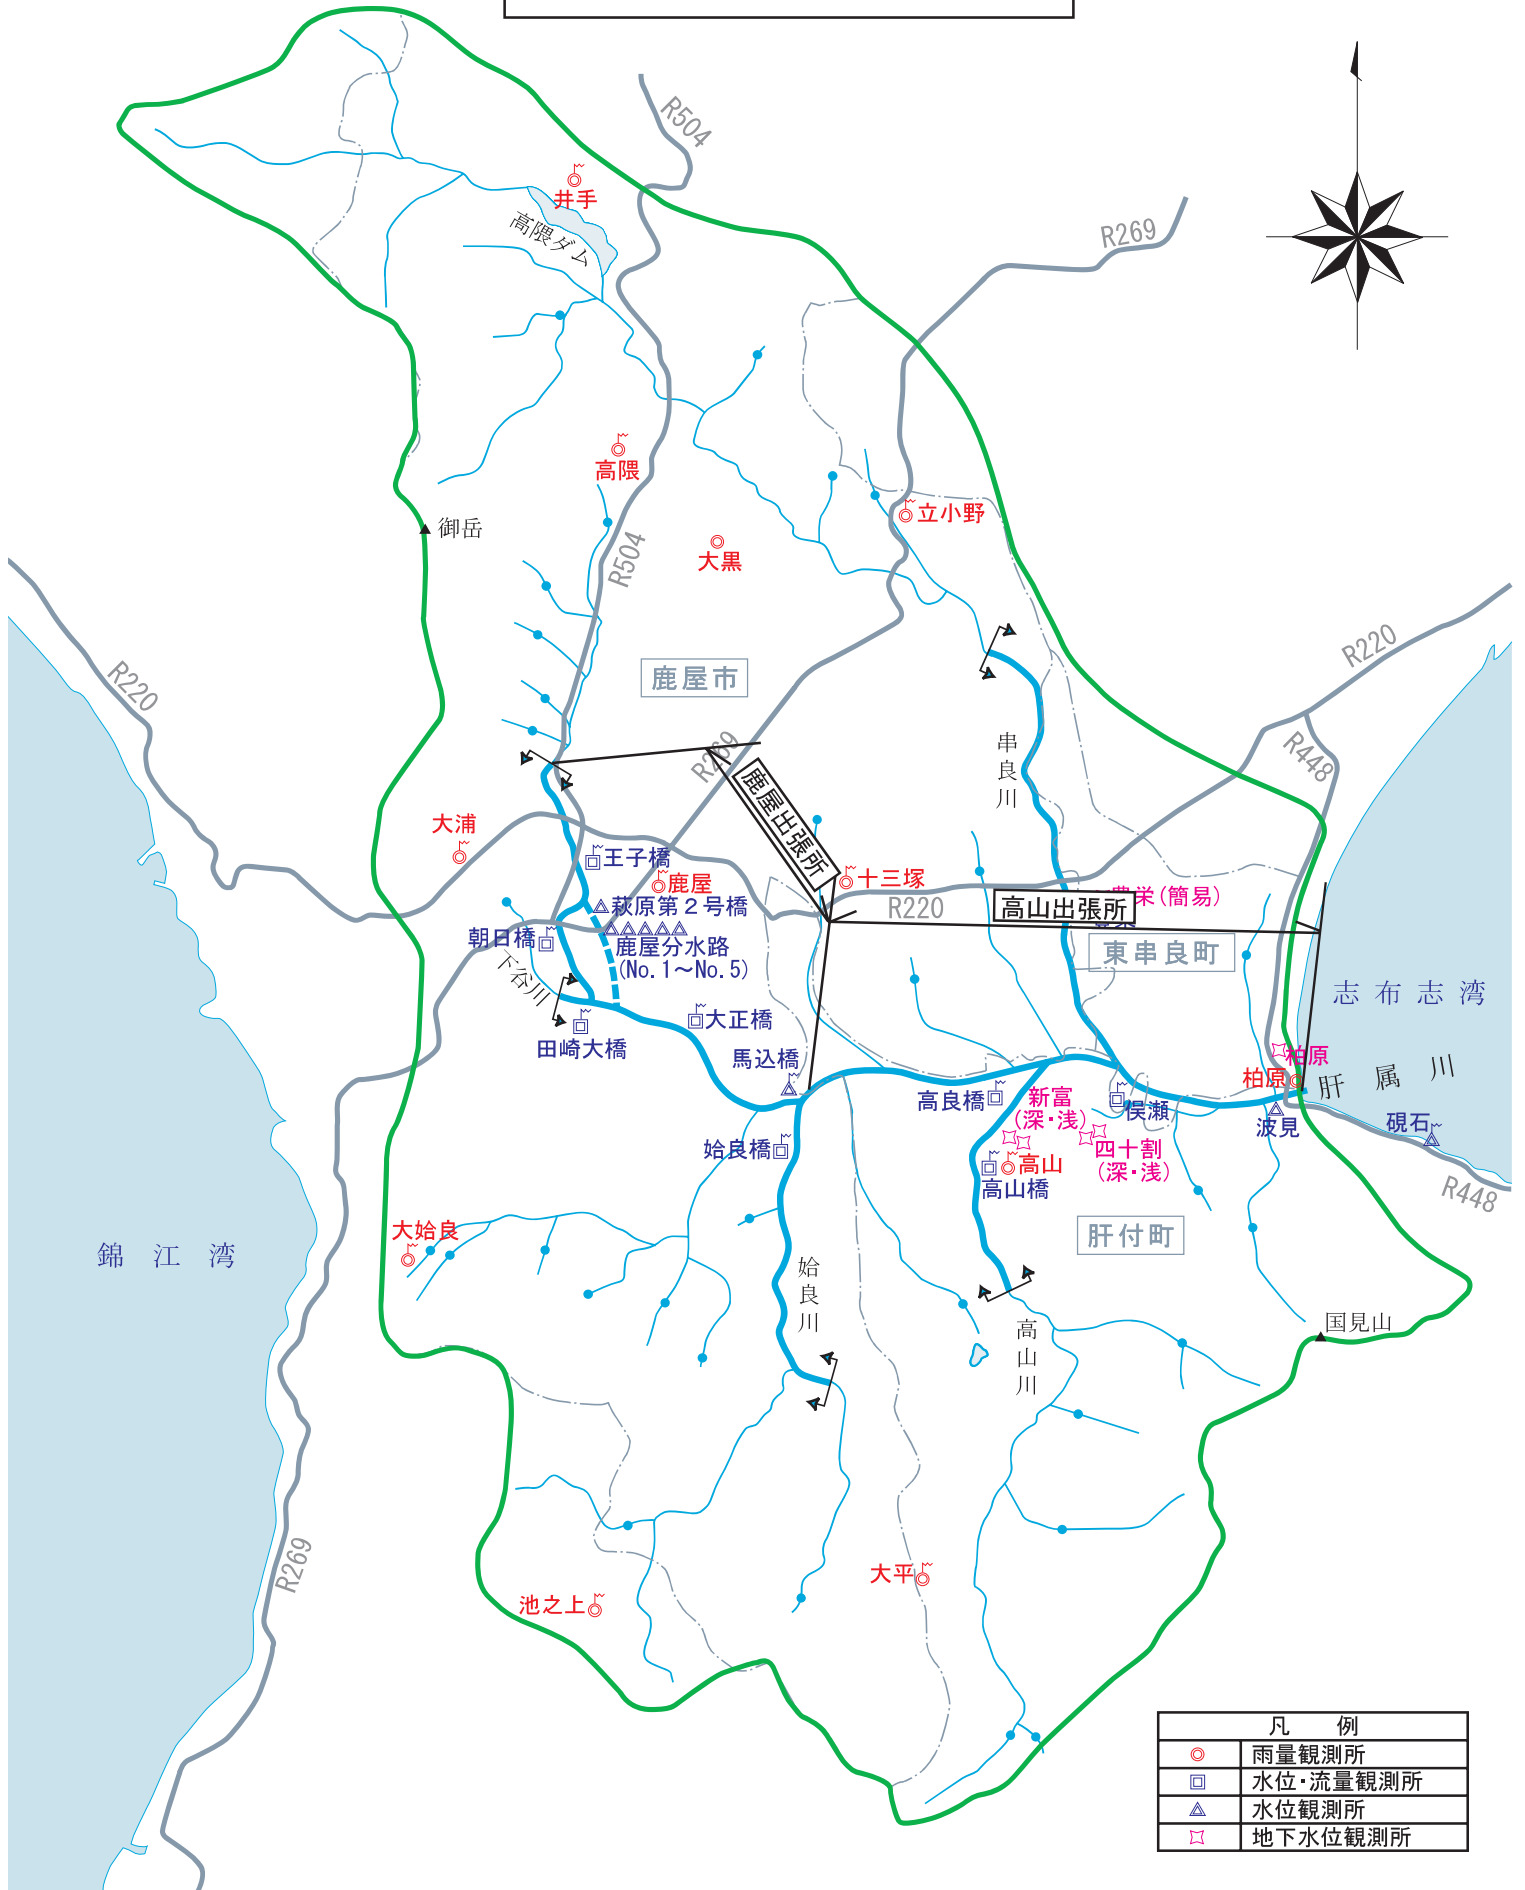 R504
井手
高隈ダム
R269
高隈
立小野
御岳
大黒
R504
R220
R220
鹿屋市
串良川
R269
R448
鹿屋出張所
大浦
王子橋
鹿屋
十三塚
萩原第2号橋
R220
高山出張所
栄(簡易)
朝日橋
鹿屋分水路
(No.1～No.5)
東串良町
下谷川
志布志湾
大正橋
田崎大橋
馬込橋
柏原
柏原
肝属川
高良橋
新富
(深・浅)
俣瀬
波見
硯石
姶良橋
四十割
(深・浅)
高山
高山橋
R448
大姶良
肝付町
錦江湾
姶良川
高山川
国見山
R269
大平
池之上
凡例
雨量観測所
水位・流量観測所
水位観測所
地下水位観測所